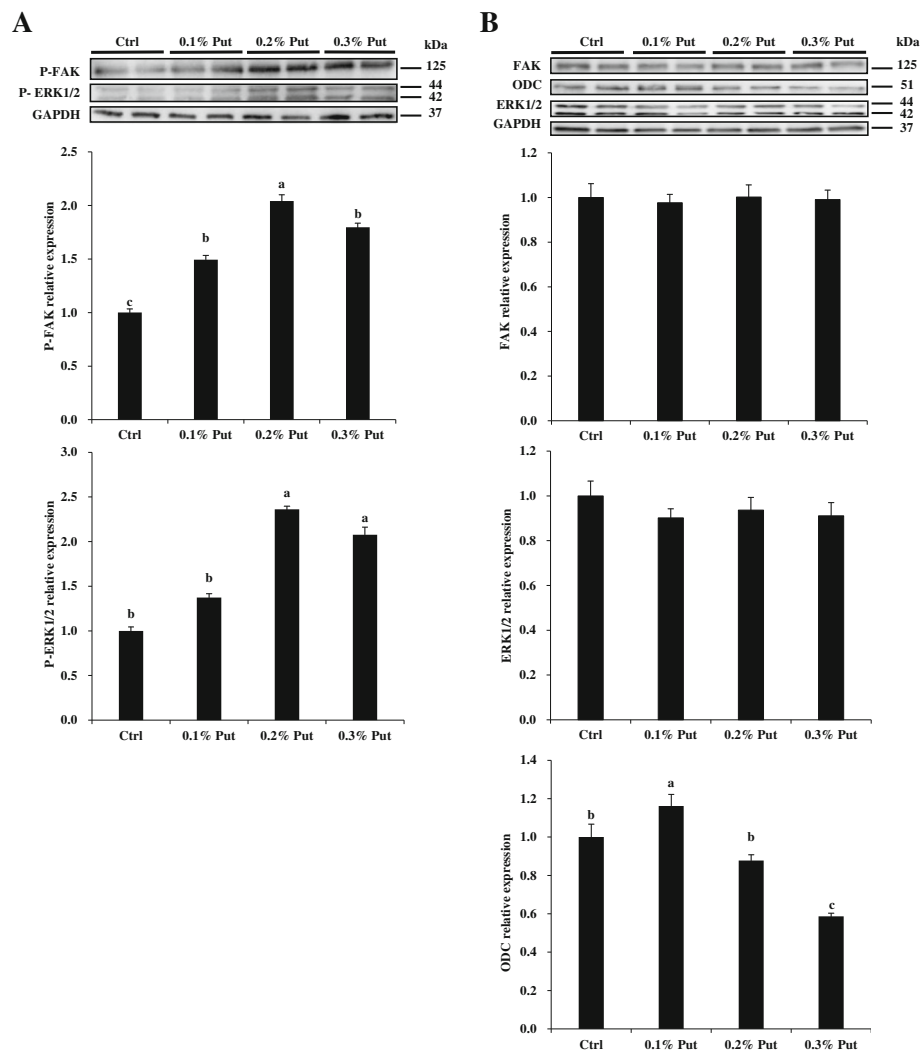 A
Ctrl 0.1% Put 0.2% Put 0.3% Put kDa
P-FAK 125
P- ERK1/2 44
42
GAPDH 37
P-FAK relative expression
2.5
2.0
1.5
1.0
0.5
0.0
c b a b
Ctrl 0.1% Put 0.2% Put 0.3% Put
P-ERK1/2 relative expression
3.0
2.5
2.0
1.5
1.0
0.5
0.0
b b a a
Ctrl 0.1% Put 0.2% Put 0.3% Put
B
Ctrl 0.1% Put 0.2% Put 0.3% Put kDa
FAK 125
ODC 51
ERK1/2 44
42
GAPDH 37
FAK relative expression
1.2
1.0
0.8
0.6
0.4
0.2
0.0
Ctrl 0.1% Put 0.2% Put 0.3% Put
ERK1/2 relative expression
1.2
1.0
0.8
0.6
0.4
0.2
0.0
Ctrl 0.1% Put 0.2% Put 0.3% Put
ODC relative expression
1.4
1.2
1.0
0.8
0.6
0.4
0.2
0.0
b a b c
Ctrl 0.1% Put 0.2% Put 0.3% Put